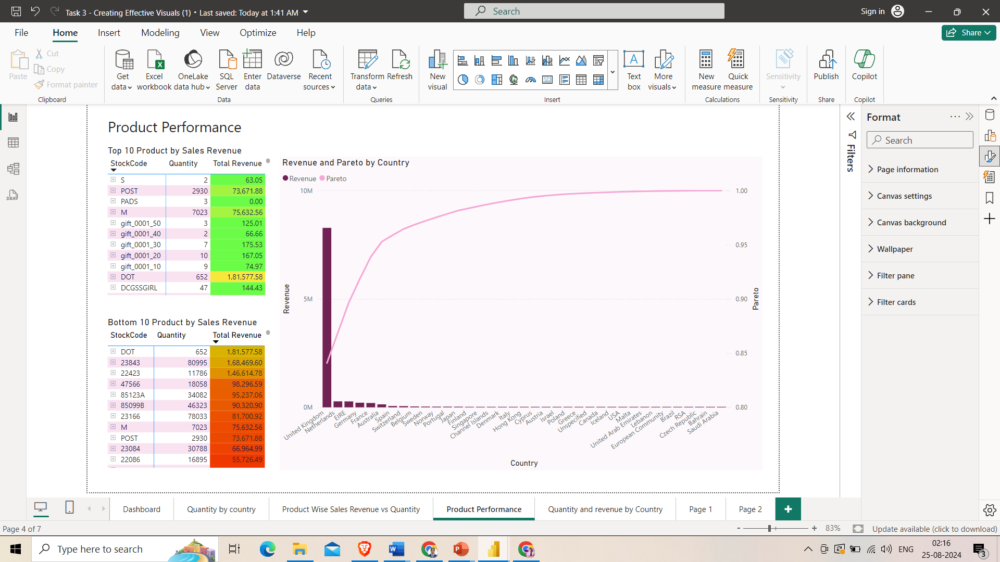 Task 3 - Creating Effective Visuals (1) • Last saved: Today at 1:41 AM
Search
Sign in
File
Home
Insert
Modeling
View
Optimize
Help
Share
Paste
Cut
Copy
Format painter
Clipboard
Get data
Excel workbook
OneLake data hub
SQL Server
Enter data
Dataverse
Recent sources
Data
Transform data
Refresh
Queries
New visual
Text box
More visuals
Insert
New measure
Quick measure
Calculations
Sensitivity
Sensitivity
Publish
Share
Copilot
Copilot
Product Performance
Top 10 Product by Sales Revenue
StockCode Quantity Total Revenue
S 2 63.05
POST 2930 73,671.88
PADS 3 0.00
M 7023 75,632.56
gift_0001_50 3 125.01
gift_0001_40 2 66.66
gift_0001_30 7 175.53
gift_0001_20 10 167.05
gift_0001_10 9 74.97
DOT 652 1,81,577.58
DCGSSGIRL 47 144.43
Bottom 10 Product by Sales Revenue
StockCode Quantity Total Revenue
DOT 652 1,81,577.58
23843 80995 1,68,469.60
22423 11786 1,46,614.78
47566 18058 98,296.59
85123A 34082 95,237.06
85099B 46323 90,320.90
23166 78033 81,700.92
M 7023 75,632.56
POST 2930 73,671.88
23084 30788 66,964.99
22086 16895 55,726.49
Revenue and Pareto by Country
Revenue Pareto
10M
5M
0M
Revenue
1.00
0.95
0.90
0.85
0.80
Pareto
United Kingdom
Netherlands
EIRE
Germany
France
Australia
Spain
Switzerland
Belgium
Sweden
Norway
Portugal
Japan
Finland
Singapore
Channel Islands
Denmark
Italy
Hong Kong
Cyprus
Austria
Israel
Poland
Greece
Unspecified
Canada
Iceland
USA
Malta
United Arab Emirates
Lebanon
European Community
Brazil
RSA
Czech Republic
Bahrain
Saudi Arabia
Country
Filters
Format
Search
Page information
Canvas settings
Canvas background
Wallpaper
Filter pane
Filter cards
Dashboard
Quantity by country
Product Wise Sales Revenue vs Quantity
Product Performance
Quantity and revenue by Country
Page 1
Page 2
Page 4 of 7
83%
Update available (click to download)
Type here to search
ENG
02:16
25-08-2024
3